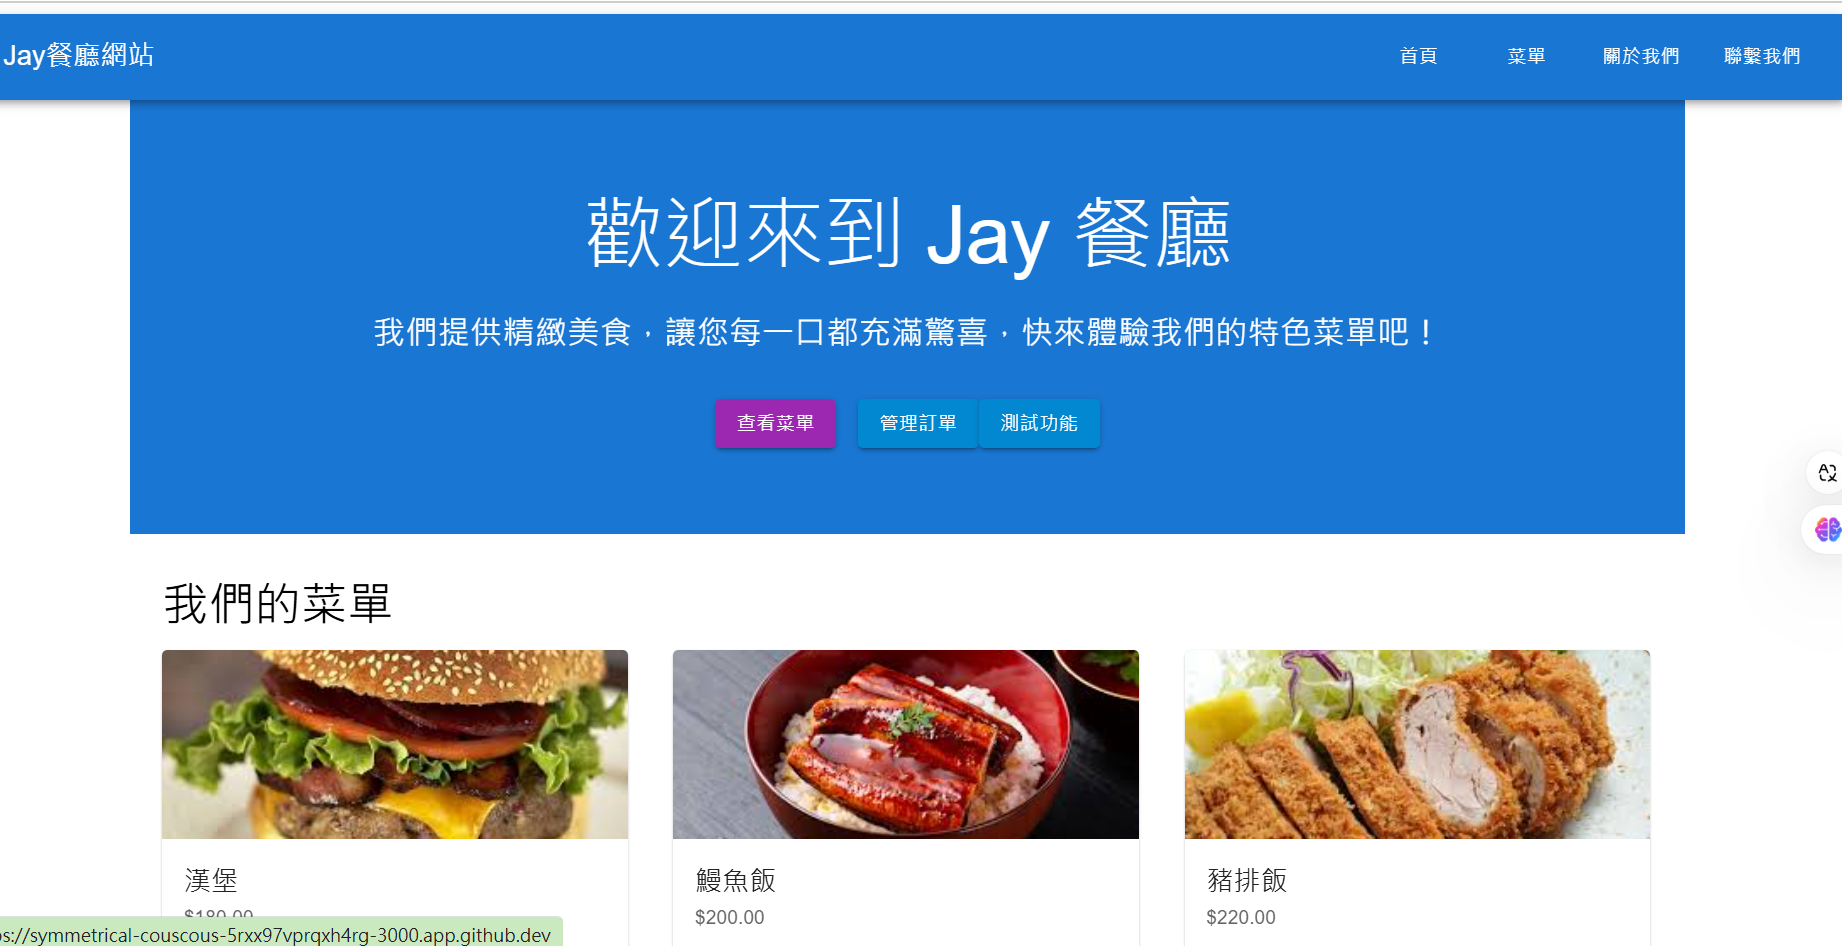 Jay餐廳網站
首頁 菜單 關於我們 聯繫我們
歡迎來到 Jay 餐廳
我們提供精緻美食，讓您每一口都充滿驚喜，快來體驗我們的特色菜單吧！
查看菜單 管理訂單 測試功能
我們的菜單
漢堡 鰻魚飯 豬排飯
$180.00 $200.00 $220.00
s://symmetrical-couscous-5rxx97vprqxh4rg-3000.app.github.dev